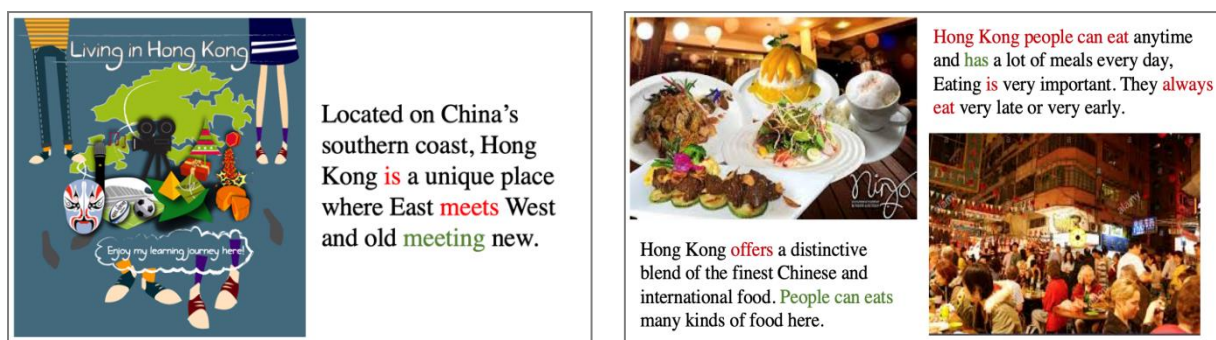 Living in Hong Kong
Enjoy my learning journey here!
Located on China's
southern coast, Hong
Kong is a unique place
where East meets West
and old meeting new.
Ningo
Hong Kong offers a distinctive
blend of the finest Chinese and
international food. People can eats
many kinds of food here.
Hong Kong people can eat anytime
and has a lot of meals every day,
Eating is very important. They always
eat very late or very early.